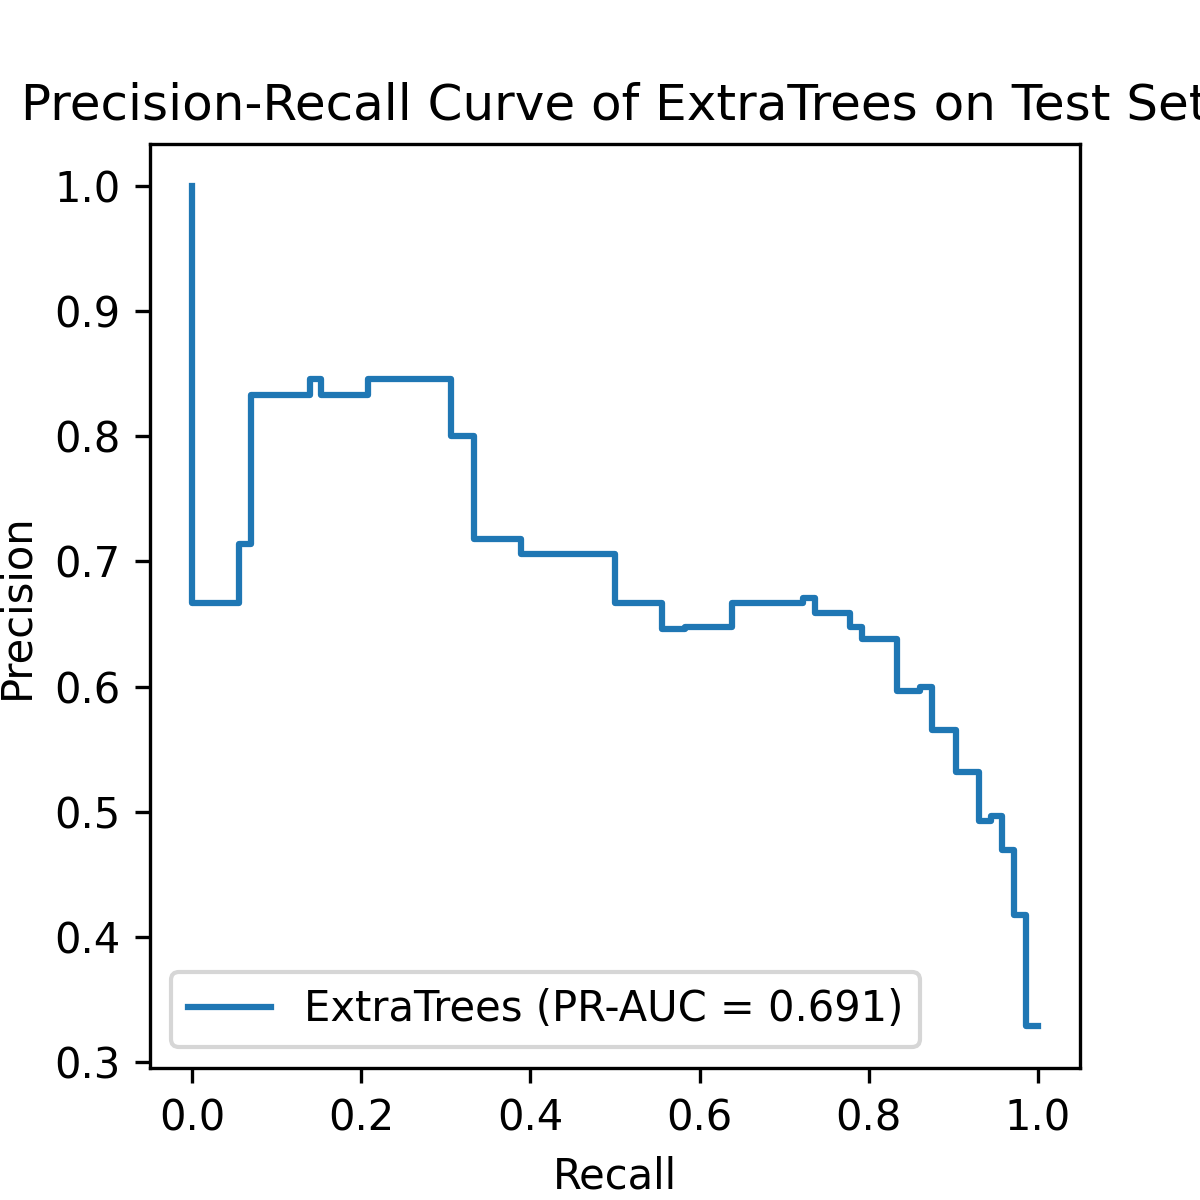 Precision-Recall Curve of ExtraTrees on Test Set
1.0
0.9
0.8
0.7
0.6
0.5
0.4
0.3
Precision
ExtraTrees (PR-AUC = 0.691)
0.0 0.2 0.4 0.6 0.8 1.0
Recall